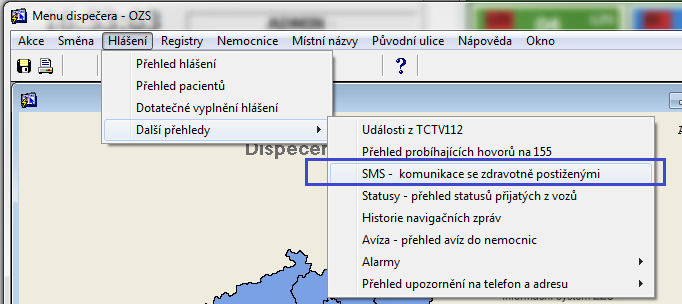 Menu dispečera - OZS
Akce Směna Hlášení Registry Nemocnice Místní názvy Původní ulice Nápověda Okno
?
Přehled hlášení
Přehled pacientů
Dotatečné vyplnění hlášení
Další přehledy
Události z TCTV112
Přehled probíhajících hovorů na 155
SMS - komunikace se zdravotně postiženými
Statusy - přehled statusů přijatých z vozů
Historie navigačních zpráv
Avíza - přehled avíz do nemocnic
Alarmy
Přehled upozornění na telefon a adresu